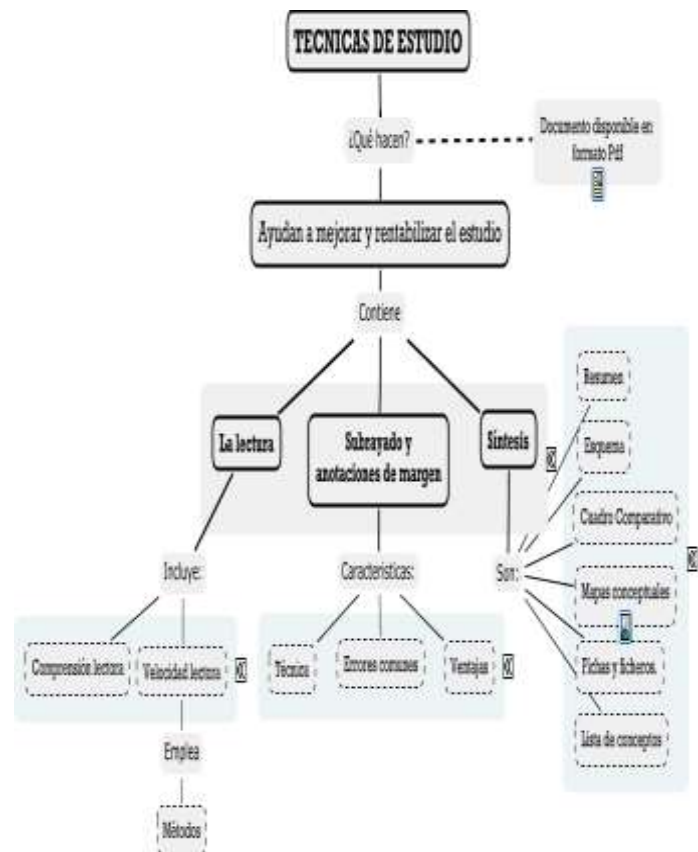 TECNICAS DE ESTUDIO
¿Qué hacen?
Documento disponible en
formato Pdf
Ayudan a mejorar y rentabilizar el estudio
Contiene
La lectura
Subrayado y
anotaciones de margen
Síntesis
Resumen
Esquema
Cuadro Comparativo
Mapas conceptuales
Fichas y ficheros.
Lista de conceptos
Incluye:
Características:
Son:
Comprensión lectura
Velocidad lectura
Técnica
Errores comunes
Ventajas
Emplea
Métodos